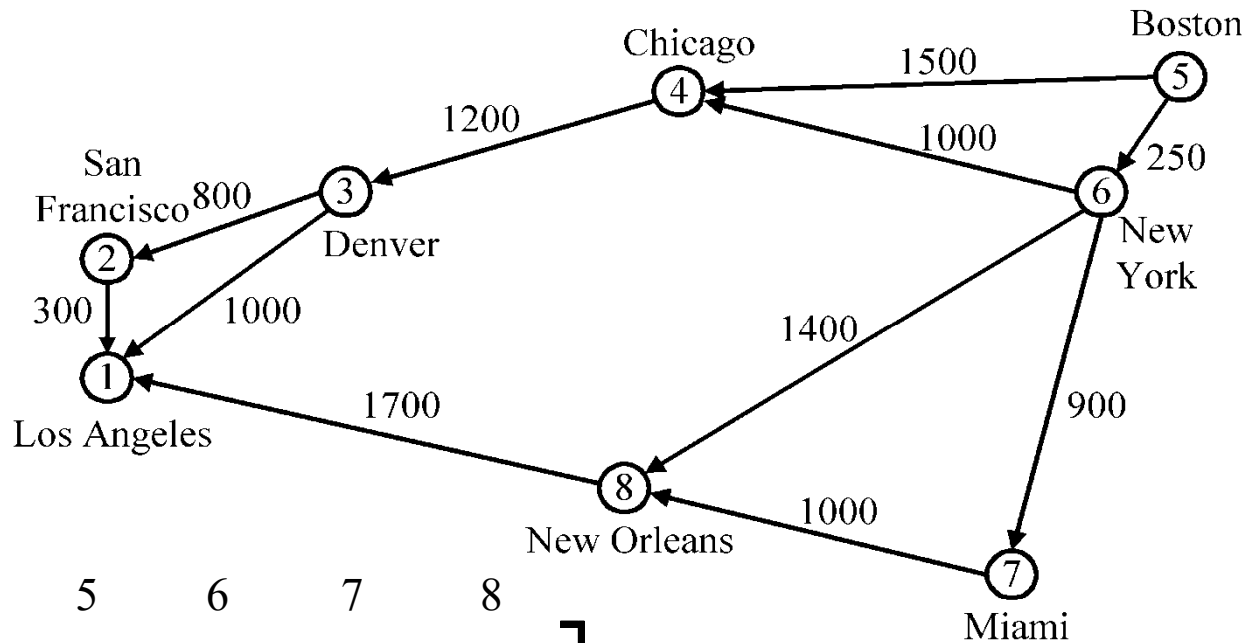 Boston
Chicago
1500
5
4
1200
1000
250
San
Francisco
800
3
6
Denver
New
York
2
300
1000
1400
1
1700
900
Los Angeles
8
1000
New Orleans
7
Miami
5 6 7 8